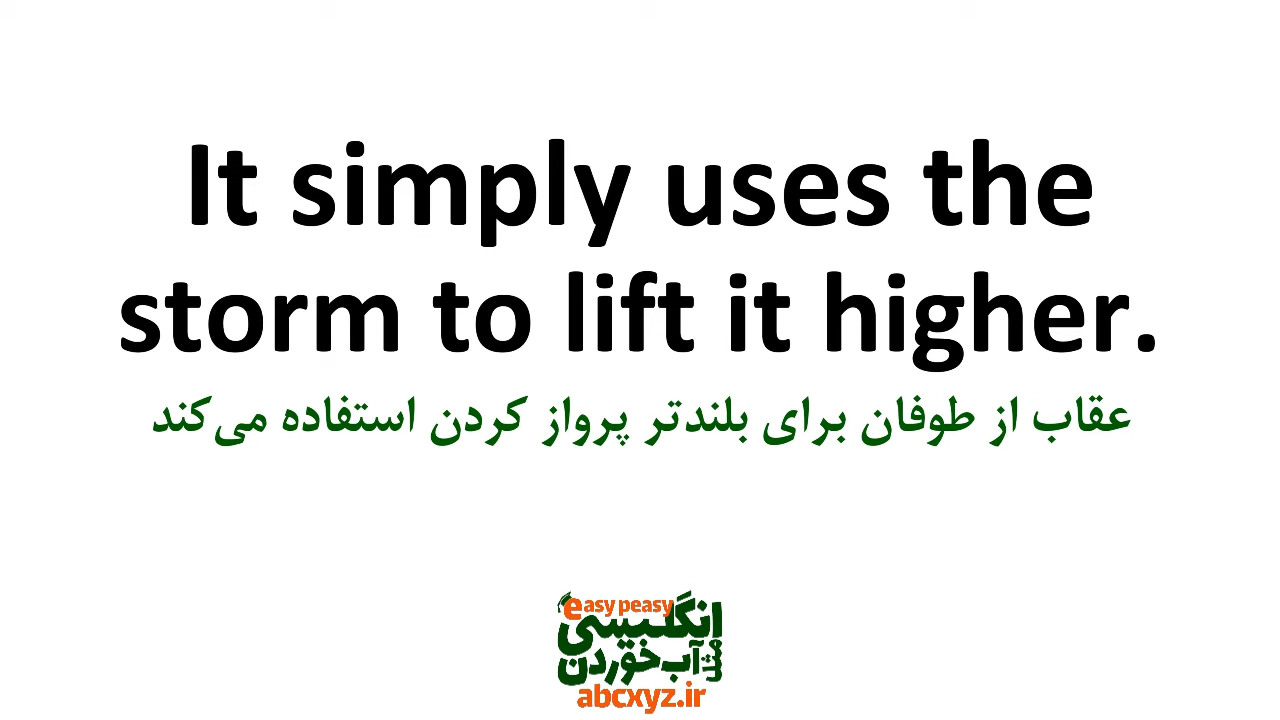 It simply uses the
storm to lift it higher.
عقاب از طوفان برای بلندتر پرواز کردن استفاده می‌کند
easy peasy
انگلیسی
مثل آب خوردن
abcxyz.ir